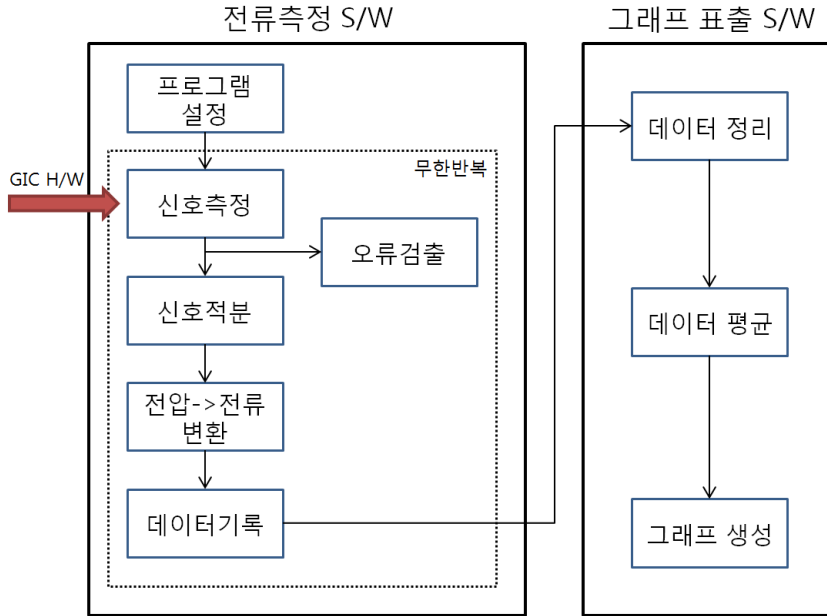 전류측정 S/W
그래프 표출 S/W
프로그램
설정
무한반복
GIC H/W
신호측정
오류검출
신호적분
전압->전류
변환
데이터기록
데이터 정리
데이터 평균
그래프 생성